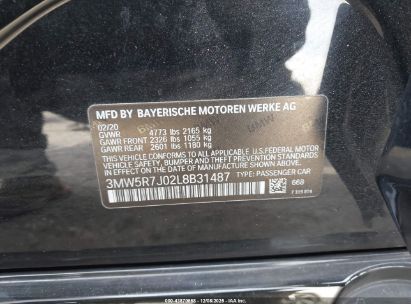 MFD BY BAYERISCHE MOTOREN WERKE AG
02/20
GVWR 4773 lbs 2165 kg
GAWR FRONT 2326 lbs 1055 kg
GAWR REAR 2601 lbs 1180 kg
THIS VEHICLE CONFORMS TO ALL APPLICABLE U.S. FEDERAL MOTOR
VEHICLE SAFETY, BUMPER AND THEFT PREVENTION STANDARDS
IN EFFECT ON THE DATE OF MANUFACTURE SHOWN ABOVE.
3MW5R7J02L8B31487 TYPE: PASSENGER CAR
668